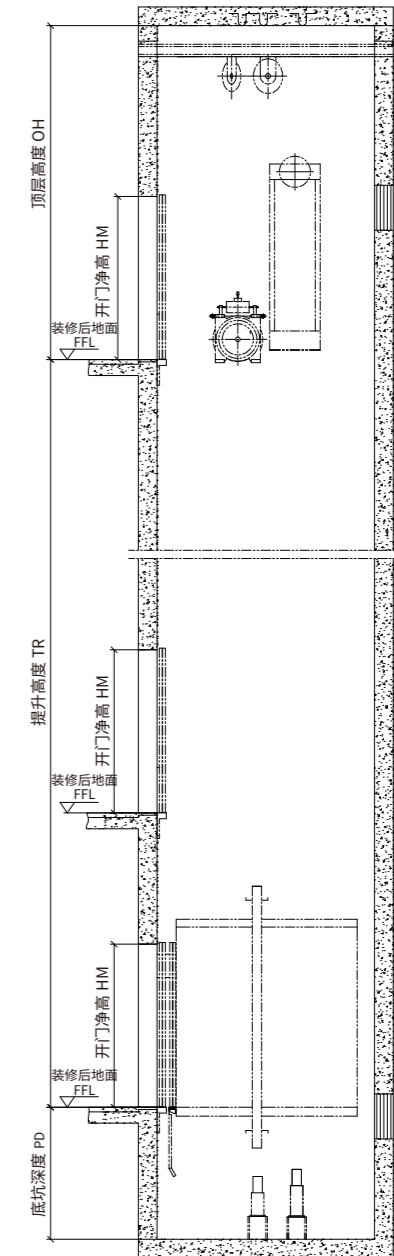 顶层高度 OH
开门净高 HM
装修后地面
FFL
提升高度 TR
开门净高 HM
装修后地面
FFL
开门净高 HM
装修后地面
FFL
底坑深度 PD